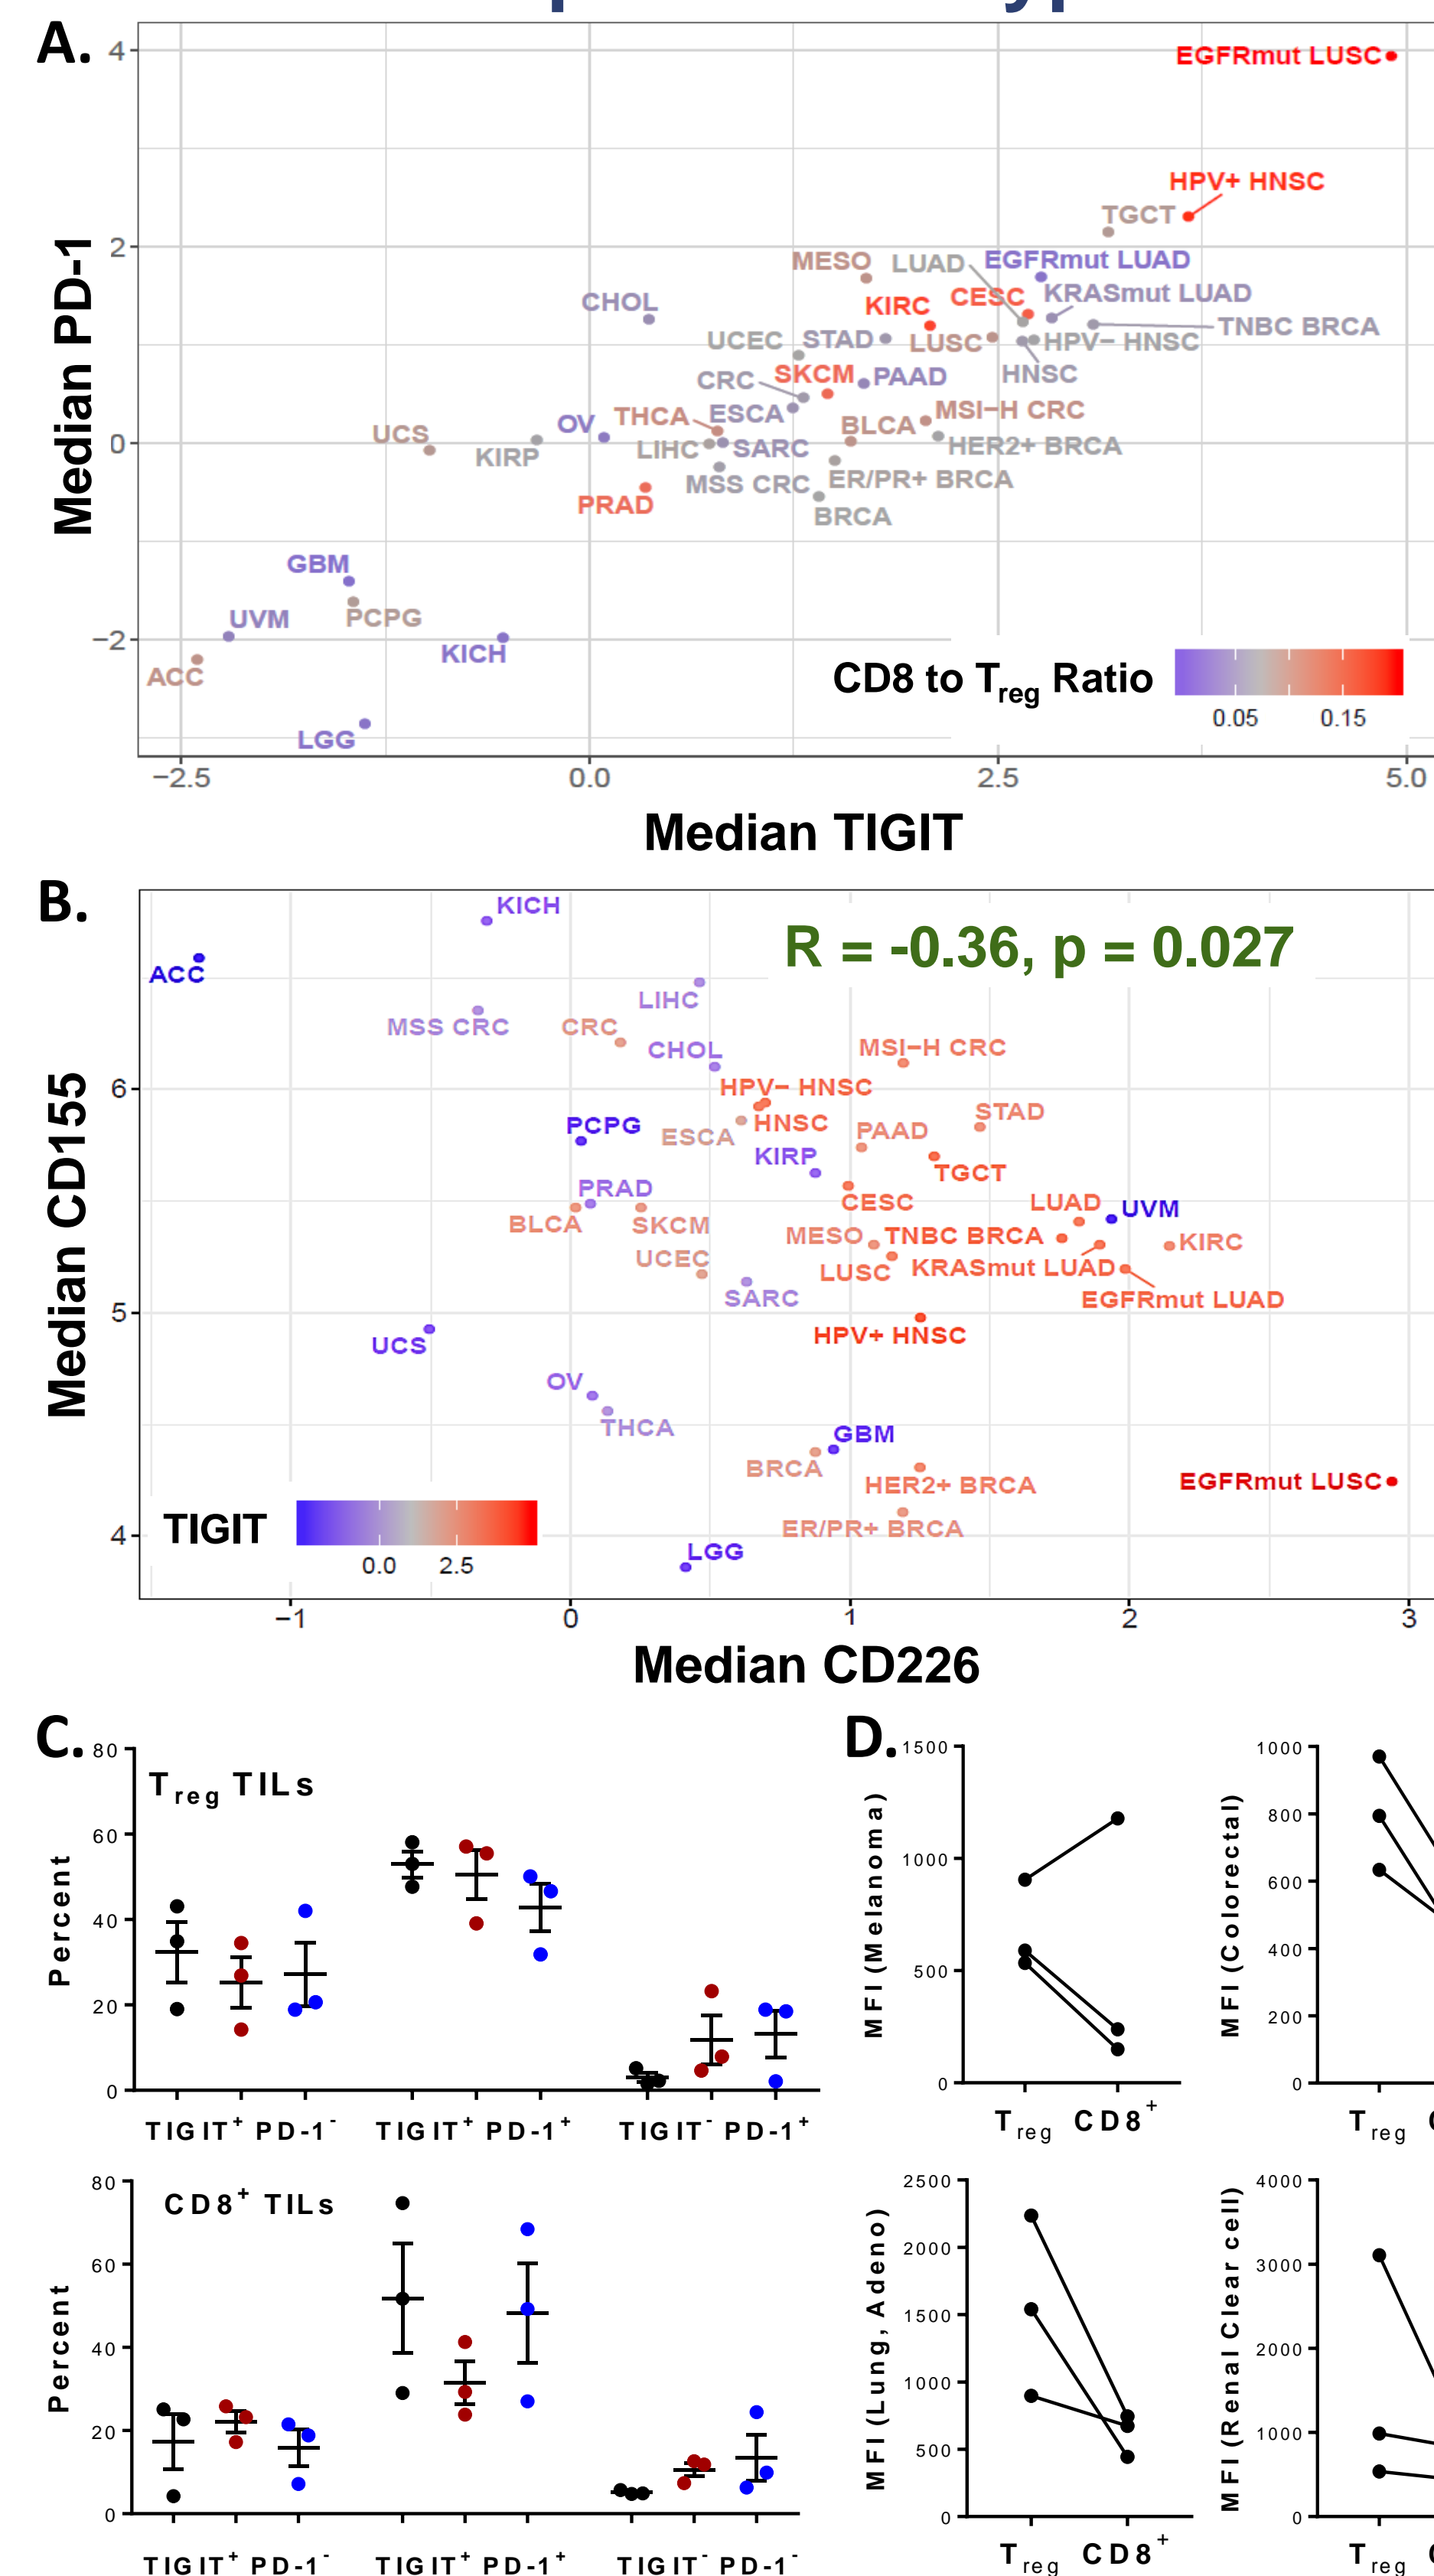 A.
Median PD-1
4
2
0
−2
EGFRmut LUSC
HPV+ HNSC
TGCT
MESO
LUAD
EGFRmut LUAD
CHOL
KIRC
CESC
KRASmut LUAD
UCEC
STAD
LUSC
HPV− HNSC
TNBC BRCA
CRC
SKCM
PAAD
HNSC
UCS
OV
THCA
ESCA
BLCA
MSI−H CRC
KIRP
LIHC
SARC
HER2+ BRCA
PRAD
MSS CRC
ER/PR+ BRCA
BRCA
GBM
UVM
PCPG
KICH
ACC
LGG
CD8 to Treg Ratio
0.05 0.15
−2.5 0.0 2.5 5.0
Median TIGIT
B.
Median CD155
6
5
4
R = -0.36, p = 0.027
KICH
ACC
LIHC
MSS CRC
CRC
CHOL
MSI−H CRC
HPV− HNSC
PCPG
ESCA
HNSC
PAAD
STAD
KIRP
TGCT
PRAD
CESC
LUAD
UVM
BLCA
SKCM
MESO
TNBC BRCA
KIRC
UCEC
LUSC
KRASmut LUAD
SARC
EGFRmut LUAD
UCS
HPV+ HNSC
OV
THCA
GBM
BRCA
HER2+ BRCA
EGFRmut LUSC
ER/PR+ BRCA
LGG
TIGIT
0.0 2.5
−1 0 1 2 3
Median CD226
C.
Treg TILs
Percent
80
60
40
20
0
TIGIT+ PD-1- TIGIT+ PD-1+ TIGIT- PD-1+
CD8+ TILs
Percent
80
60
40
20
0
TIGIT+ PD-1- TIGIT+ PD-1+ TIGIT- PD-1-
D.
MFI (Melanoma)
1500
1000
500
0
Treg CD8+
MFI (Colorectal)
1000
800
600
400
200
0
Treg
MFI (Lung, Adeno)
2500
2000
1500
1000
500
0
Treg CD8+
MFI (Renal Clear cell)
4000
3000
2000
1000
0
Treg